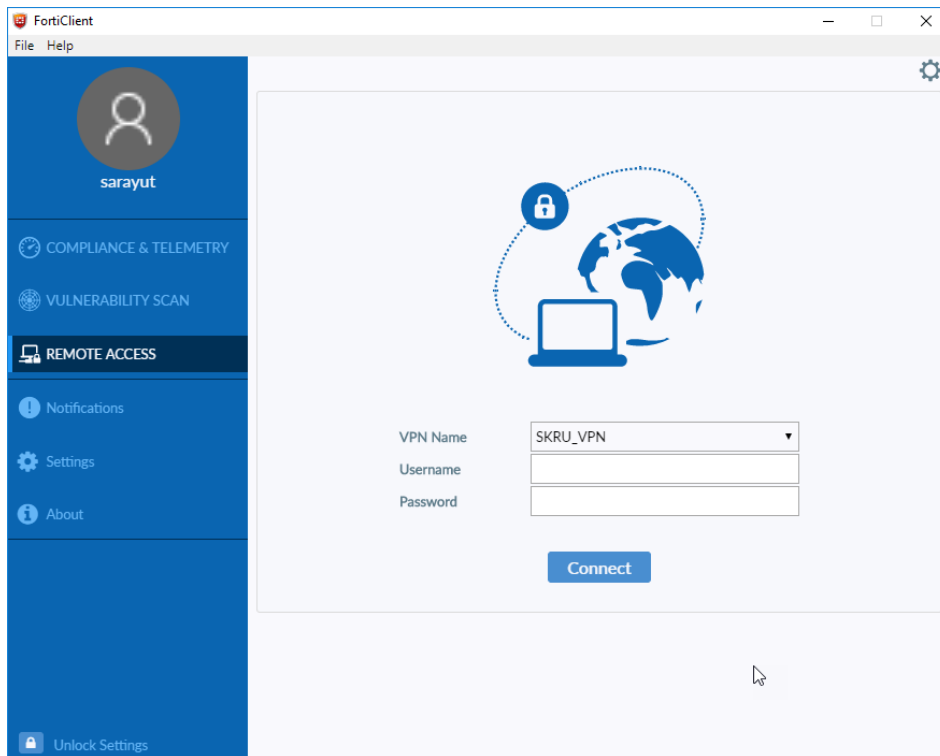 FortiClient
File Help
sarayut
COMPLIANCE & TELEMETRY
VULNERABILITY SCAN
REMOTE ACCESS
Notifications
Settings
About
Unlock Settings
VPN Name SKRU_VPN
Username
Password
Connect